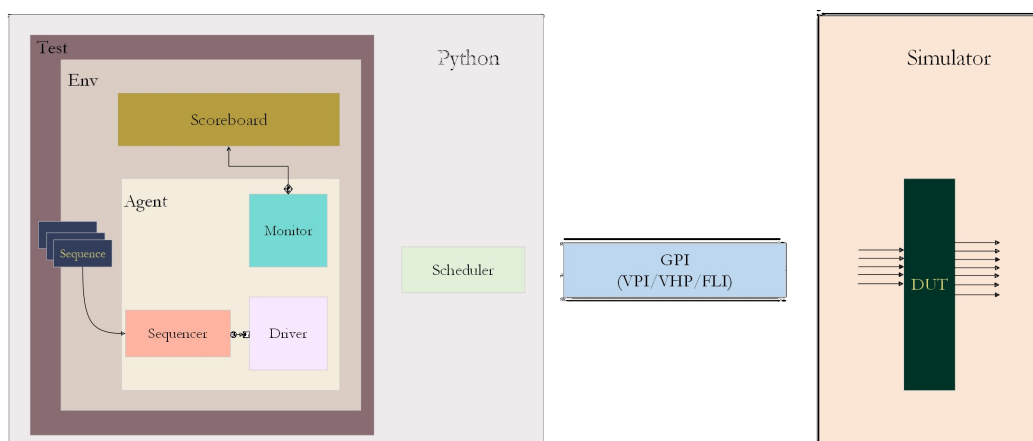 Test
Python
Simulator
Env
Scoreboard
Agent
Monitor
Sequence
Scheduler
GPI
(VPI/VHP/FLI)
DUT
Sequencer
Driver